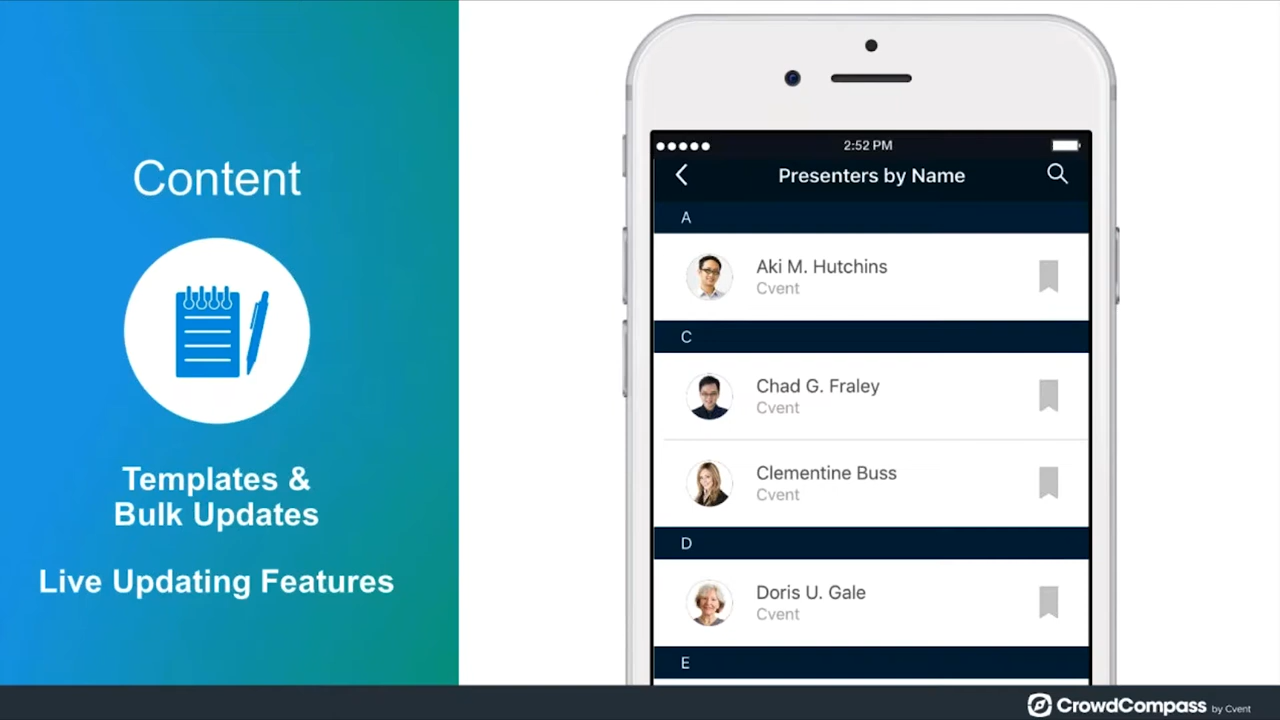 Content
Templates &
Bulk Updates
Live Updating Features
2:52 PM
Presenters by Name
A
Aki M. Hutchins
Cvent
C
Chad G. Fraley
Cvent
Clementine Buss
Cvent
D
Doris U. Gale
Cvent
E
CrowdCompass by Cvent